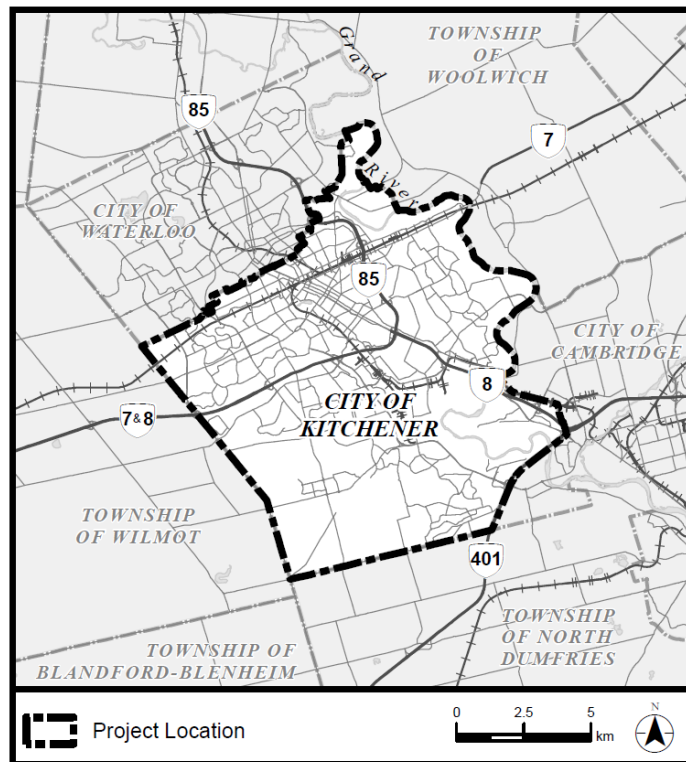 Grand
River
TOWNSHIP
OF
WOOLWICH
85
7
CITY OF
WATERLOO
85
CITY OF
CAMBRIDGE
8
CITY OF
KITCHENER
7&8
TOWNSHIP
OF WILMOT
401
TOWNSHIP OF
BLANDFORD-BLENHEIM
TOWNSHIP
OF NORTH
DUMFRIES
Project Location
0 2.5 5
km
N